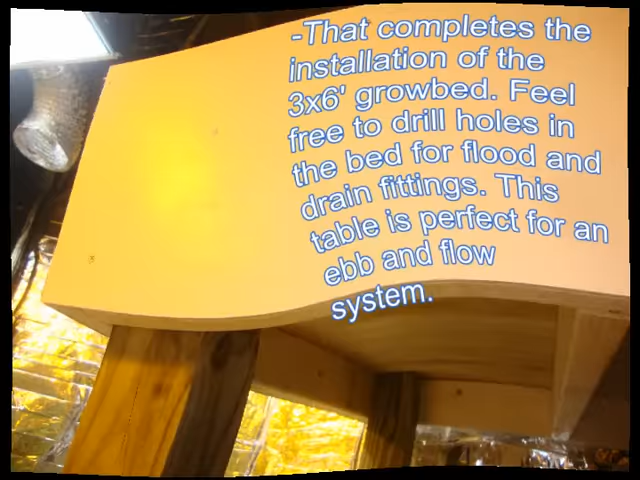 -That completes the
installation of the
3x6' growbed. Feel
free to drill holes in
the bed for flood and
drain fittings. This
table is perfect for an
ebb and flow
system.